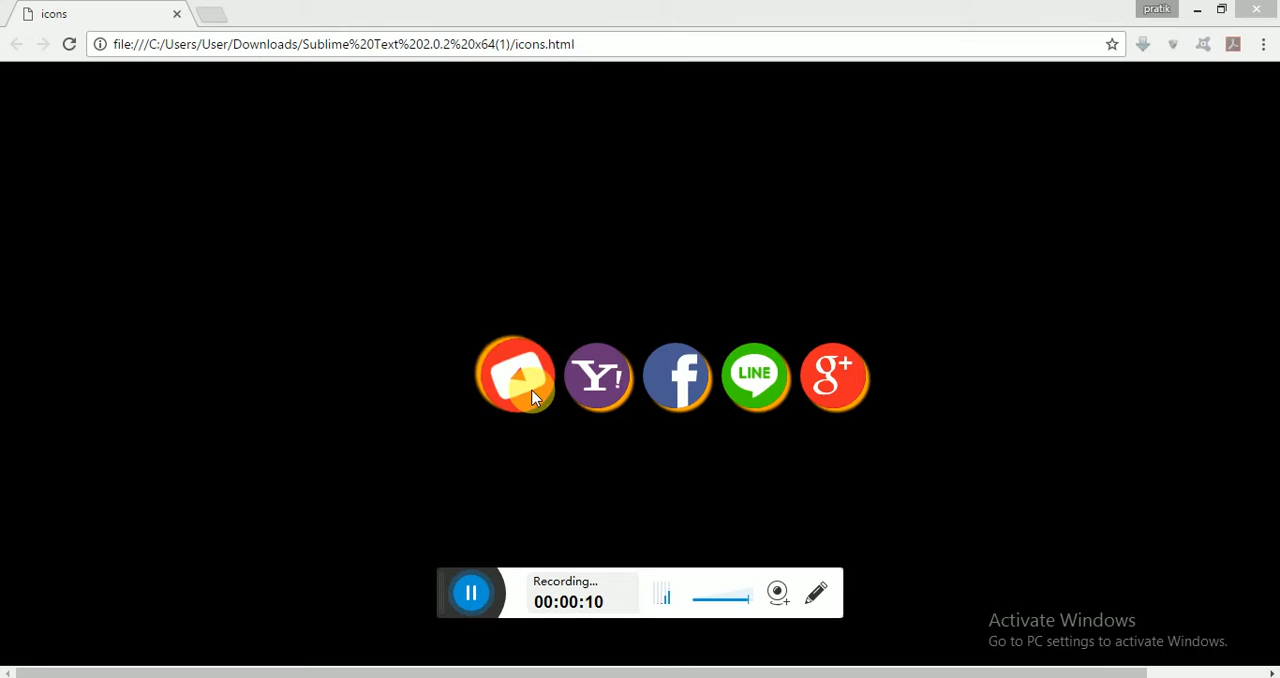 icons
pratik
file:///C:/Users/User/Downloads/Sublime%20Text%202.0.2%20x64(1)/icons.html
Y!
f
LINE
g+
Recording...
00:00:10
Activate Windows
Go to PC settings to activate Windows.